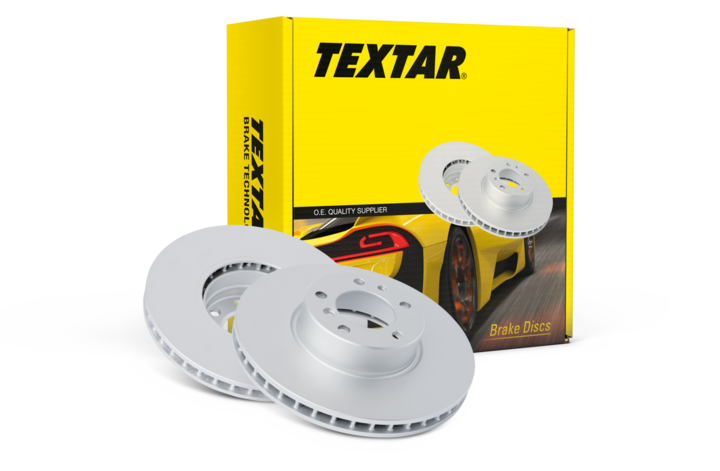 TEXTAR®
TEXTAR
BRAKE TECHNOLO
O.E. QUALITY SUPPLIER
Brake Discs